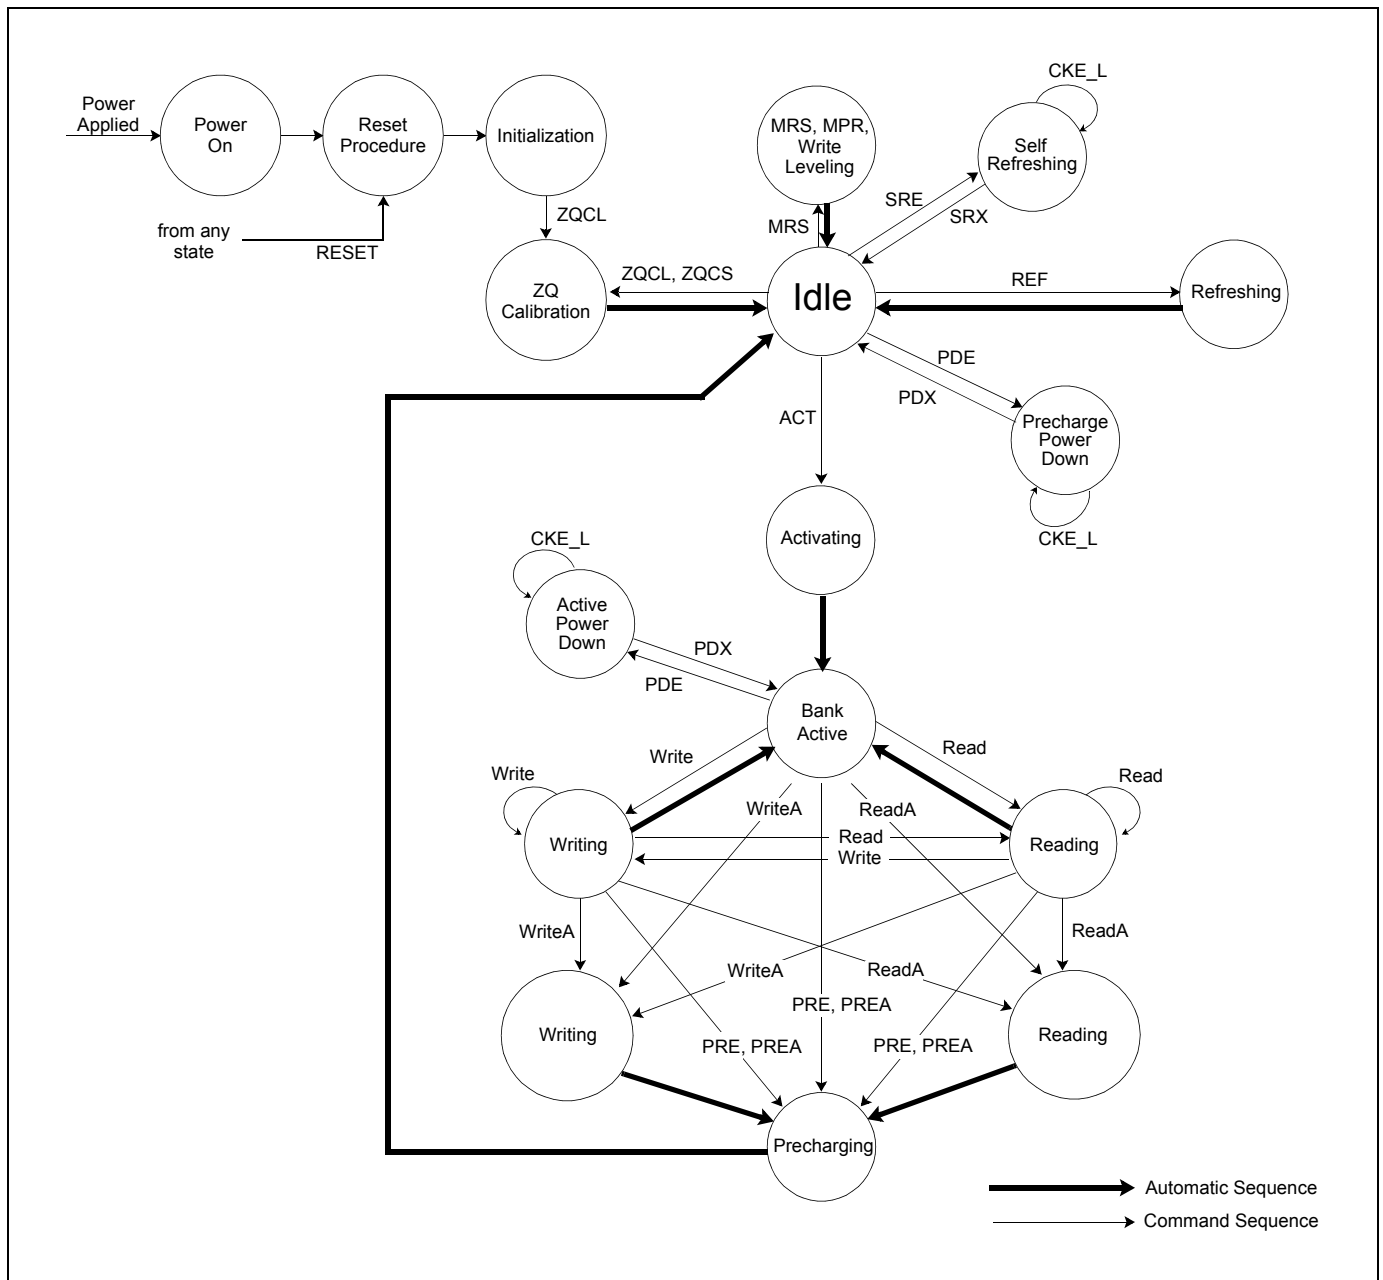 CKE_L
Power
Applied
Power
On
Reset
Procedure
Initialization
MRS, MPR,
Write
Leveling
Self
Refreshing
from any
state
RESET
ZQCL
MRS
SRE
SRX
ZQ
Calibration
ZQCL, ZQCS
Idle
REF
Refreshing
PDE
PDX
ACT
Precharge
Power
Down
CKE_L
Activating
CKE_L
Active
Power
Down
PDX
PDE
Bank
Active
Write
Read
Write
Read
WriteA
ReadA
Writing
Read
Write
Reading
WriteA
ReadA
WriteA
ReadA
PRE, PREA
Writing
Reading
PRE, PREA
PRE, PREA
Precharging
Automatic Sequence
Command Sequence